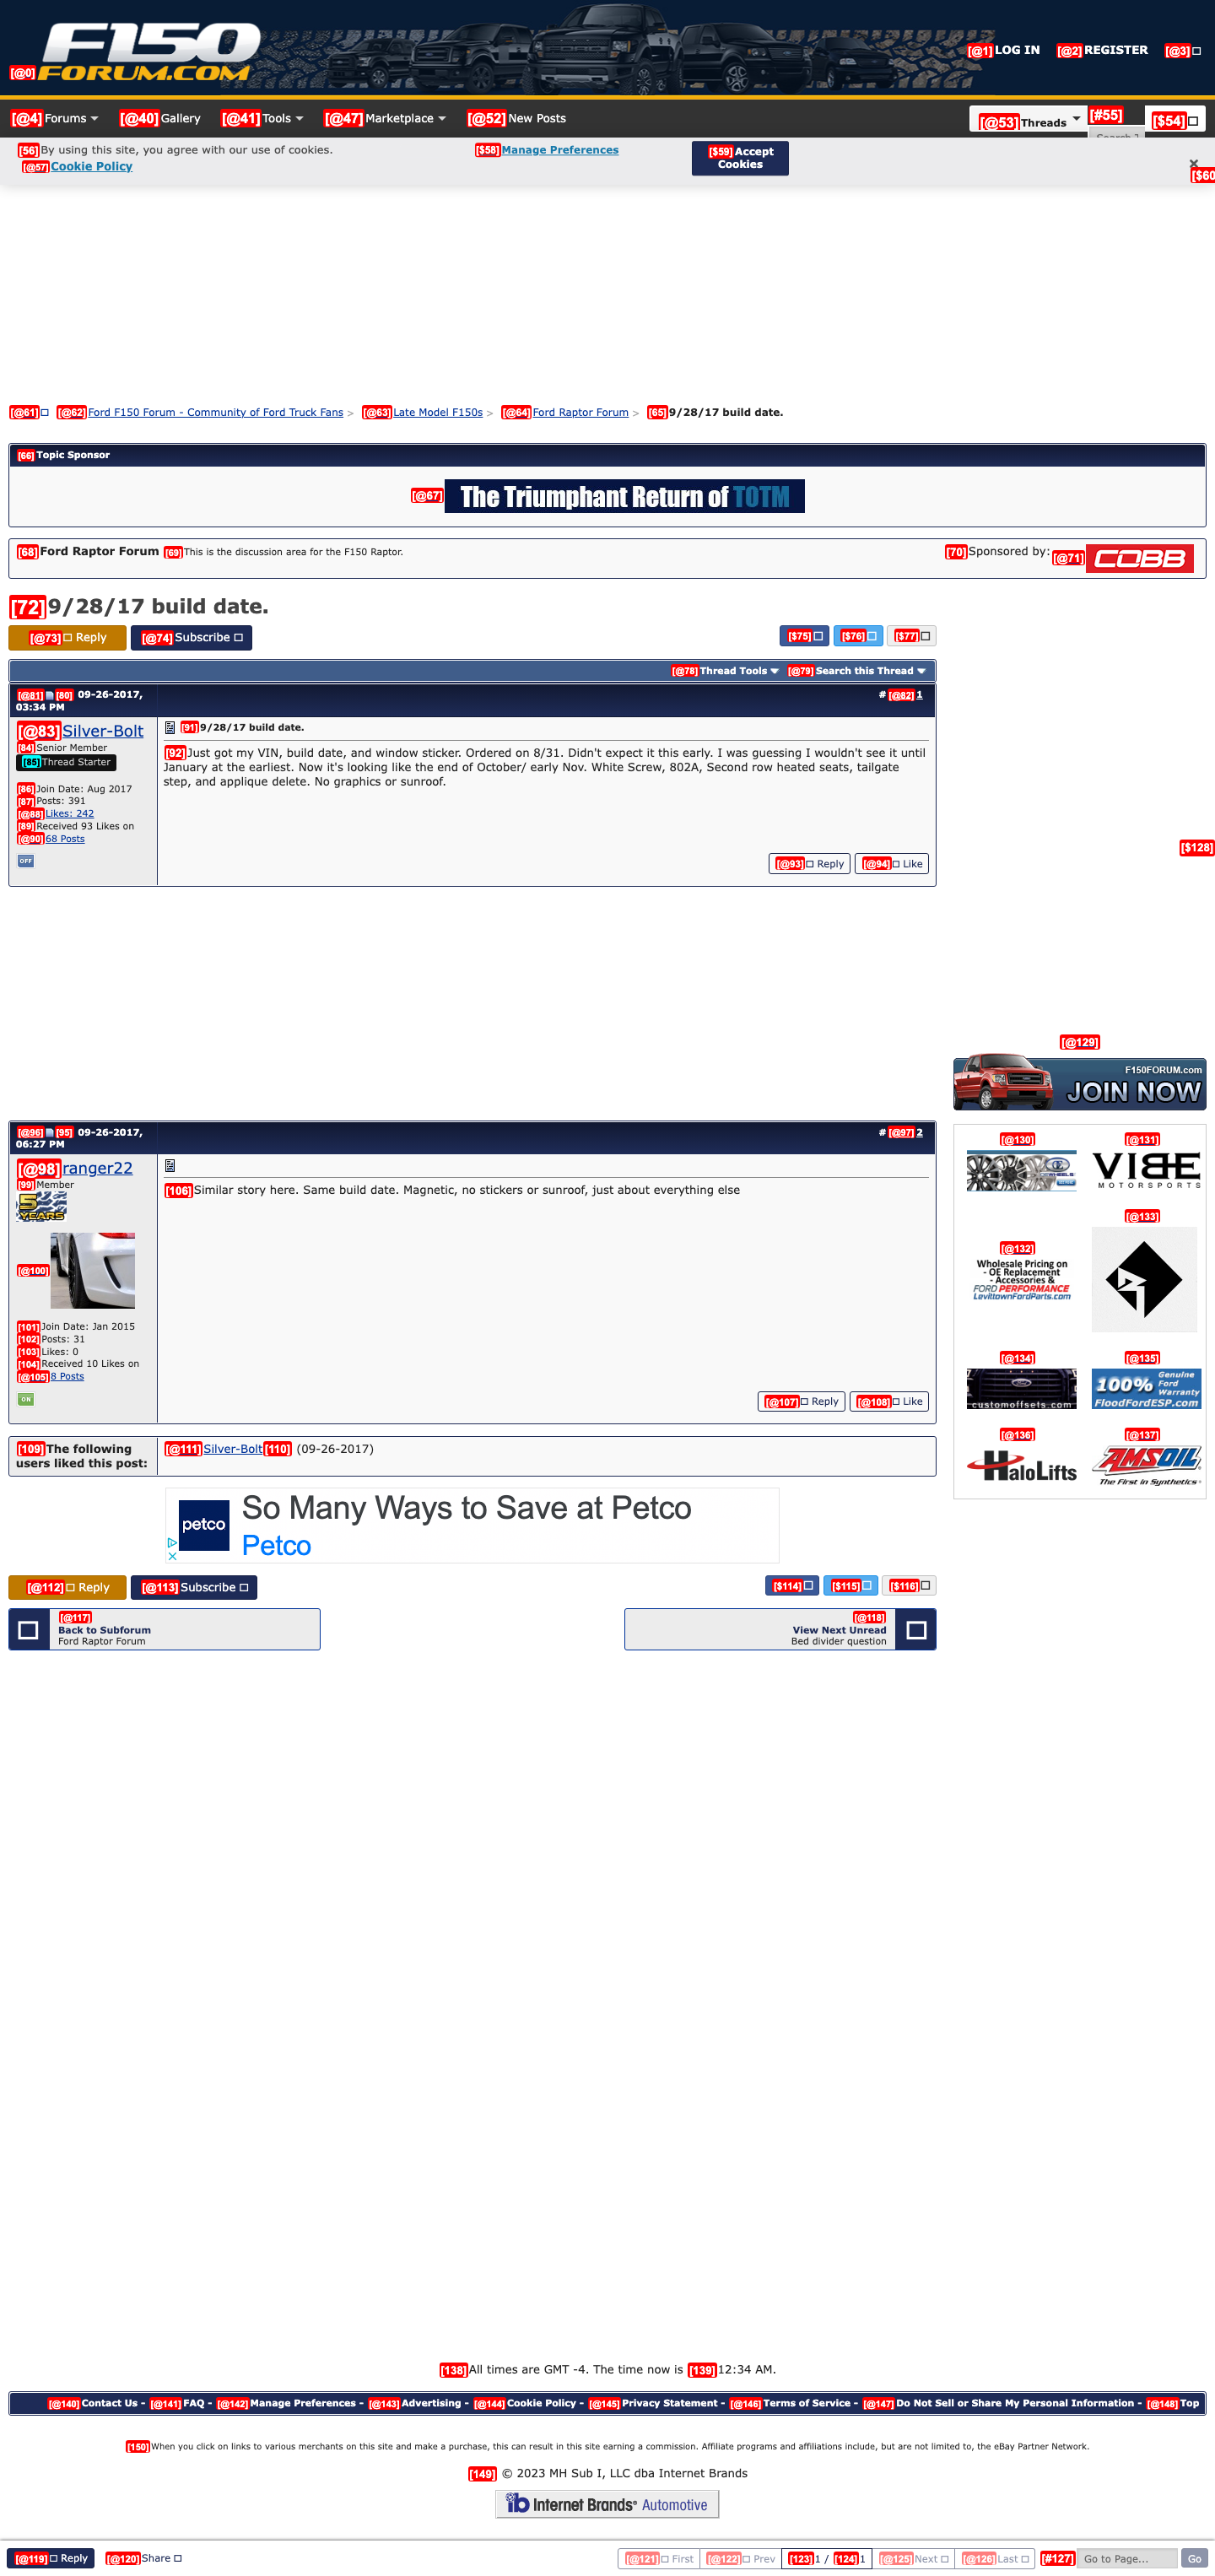 F150
[@0] FORUM.COM
[@1] LOG IN [@2] REGISTER [@3]
[@4] Forums [@40] Gallery [@41] Tools [@47] Marketplace [@52] New Posts [@53] Threads [#55] [$54]
[56] By using this site, you agree with our use of cookies. [$58] Manage Preferences [$59] Accept Cookies
[@57] Cookie Policy
[$60
[@61] [@62] Ford F150 Forum - Community of Ford Truck Fans > [@63] Late Model F150s > [@64] Ford Raptor Forum > [65] 9/28/17 build date.
[66] Topic Sponsor
[@67] The Triumphant Return of TOTM
[68] Ford Raptor Forum [69] This is the discussion area for the F150 Raptor. [70] Sponsored by: [@71] COBB
[72] 9/28/17 build date.
[@73] Reply [@74] Subscribe [$75] [$76] [$77]
[@78] Thread Tools [@79] Search this Thread
[@81] [80] 09-26-2017, 03:34 PM # [@82] 1
[@83] Silver-Bolt
[84] Senior Member
[85] Thread Starter
[86] Join Date: Aug 2017
[87] Posts: 391
[@88] Likes: 242
[89] Received 93 Likes on
[@90] 68 Posts
OFF
[91] 9/28/17 build date.
[92] Just got my VIN, build date, and window sticker. Ordered on 8/31. Didn't expect it this early. I was guessing I wouldn't see it until
January at the earliest. Now it's looking like the end of October/ early Nov. White Screw, 802A, Second row heated seats, tailgate
step, and applique delete. No graphics or sunroof.
[@93] Reply [@94] Like
[$128]
[@129]
F150FORUM.com
JOIN NOW
[@96] [95] 09-26-2017, 06:27 PM # [@97] 2
[@98] ranger22
[99] Member
5 YEARS
[@100]
[101] Join Date: Jan 2015
[102] Posts: 31
[103] Likes: 0
[104] Received 10 Likes on
[@105] 8 Posts
ON
[106] Similar story here. Same build date. Magnetic, no stickers or sunroof, just about everything else
[@107] Reply [@108] Like
[109] The following users liked this post:
[@111] Silver-Bolt [110] (09-26-2017)
[@130] [@131]
VIBE
MOTORSPORTS
[@132] [@133]
Wholesale Pricing on
- OE Replacement
- Accessories &
FORD PERFORMANCE
LevittownFordParts.com
[@134] [@135]
customoffsets.com
100% Genuine Ford Warranty
FloodFordESP.com
[@136] [@137]
HaloLifts
AMSOIL
The First in Synthetics
So Many Ways to Save at Petco
petco
Petco
[@112] Reply [@113] Subscribe [$114] [$115] [$116]
[@117]
Back to Subforum
Ford Raptor Forum
[@118]
View Next Unread
Bed divider question
[138] All times are GMT -4. The time now is [139] 12:34 AM.
[@140] Contact Us - [@141] FAQ - [@142] Manage Preferences - [@143] Advertising - [@144] Cookie Policy - [@145] Privacy Statement - [@146] Terms of Service - [@147] Do Not Sell or Share My Personal Information - [@148] Top
[150] When you click on links to various merchants on this site and make a purchase, this can result in this site earning a commission. Affiliate programs and affiliations include, but are not limited to, the eBay Partner Network.
[149] © 2023 MH Sub I, LLC dba Internet Brands
ib Internet Brands® Automotive
[@119] Reply [@120] Share [@121] First [@122] Prev [123] 1 / [124] 1 [@125] Next [@126] Last [#127] Go to Page... Go